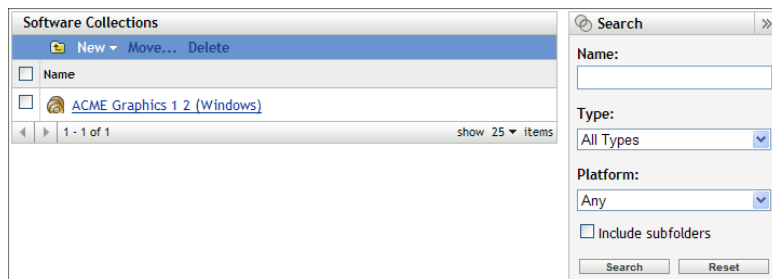 Software Collections
New Move... Delete
Name
ACME Graphics 1 2 (Windows)
1 - 1 of 1 show 25 items
Search
Name:
Type:
All Types
Platform:
Any
Include subfolders
Search Reset